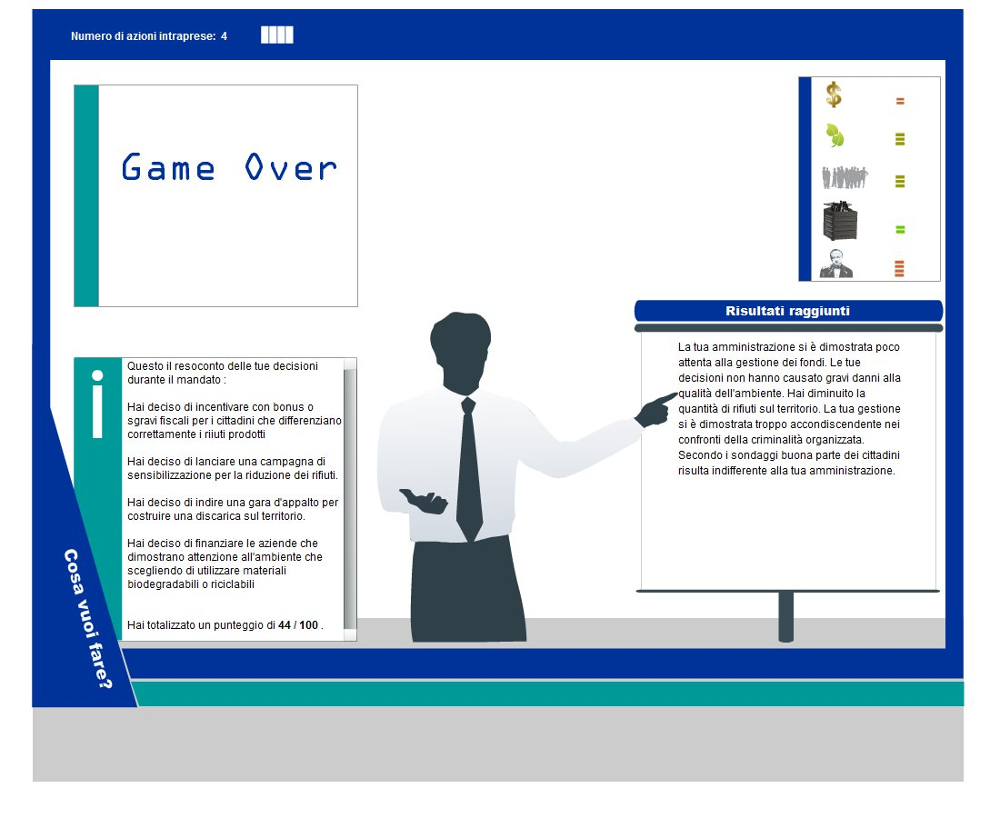 Numero di azioni intraprese: 4
Game Over
$
Risultati raggiunti
La tua amministrazione si è dimostrata poco
attenta alla gestione dei fondi. Le tue
decisioni non hanno causato gravi danni alla
qualità dell'ambiente. Hai diminuito la
quantità di rifiuti sul territorio. La tua gestione
si è dimostrata troppo accondiscendente nei
confronti della criminalità organizzata.
Secondo i sondaggi buona parte dei cittadini
risulta indifferente alla tua amministrazione.
i
Questo il resoconto delle tue decisioni
durante il mandato :
Hai deciso di incentivare con bonus o
sgravi fiscali per i cittadini che differenziano
correttamente i riiuti prodotti
Hai deciso di lanciare una campagna di
sensibilizzazione per la riduzione dei rifiuti.
Hai deciso di indire una gara d'appalto per
costruire una discarica sul territorio.
Hai deciso di finanziare le aziende che
dimostrano attenzione all'ambiente che
scegliendo di utilizzare materiali
biodegradabili o riciclabili
Hai totalizzato un punteggio di 44 / 100 .
Cosa vuoi fare?